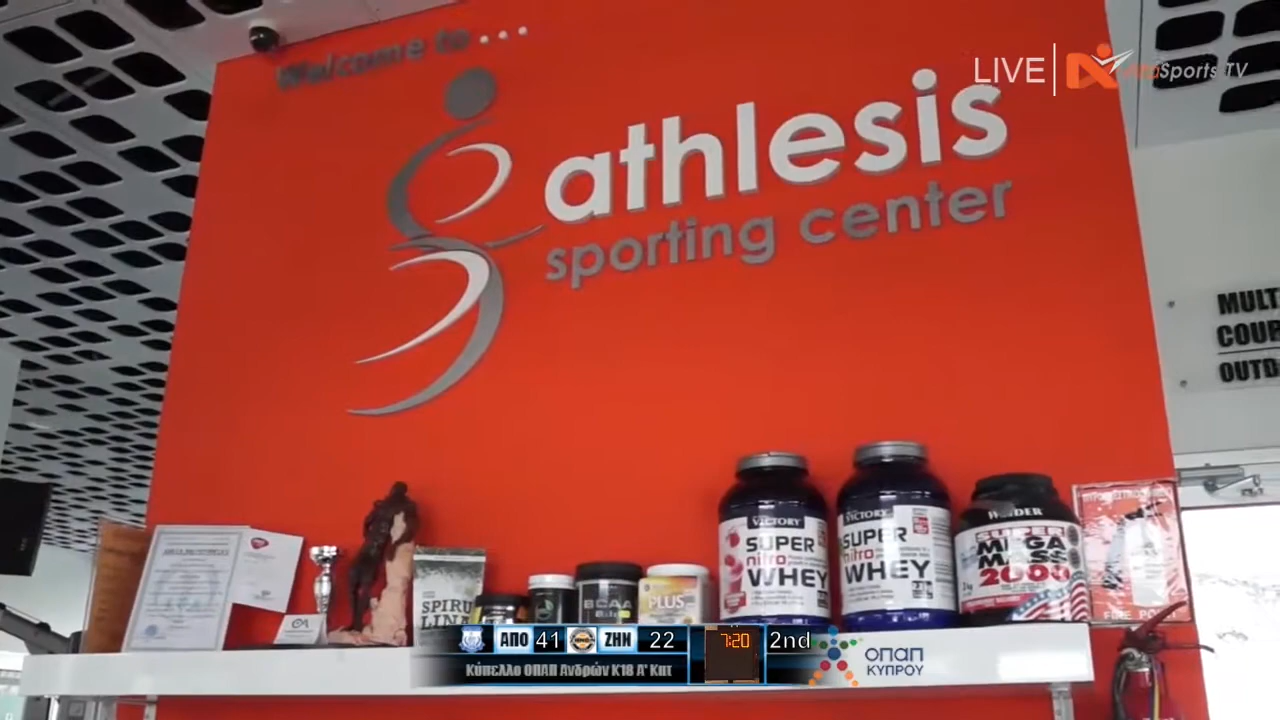 Welcome to...
LIVE
Sports TV
athlesis
sporting center
MULT
COUR
OUTD
VICTORY
SUPER
nitro
WHEY
VICTORY
SUPER
nitro
WHEY
WEIDER
SUPER
MEGA
MASS
2000
SPIRU
BCAA
PLUS
ΑΠΟ 41 ΖΗΝ 22 7:20 2nd
Κύπελλο ΟΠΑΠ Ανδρών Κ18 Α' Κατ
οπαπ
ΚΥΠΡΟΥ